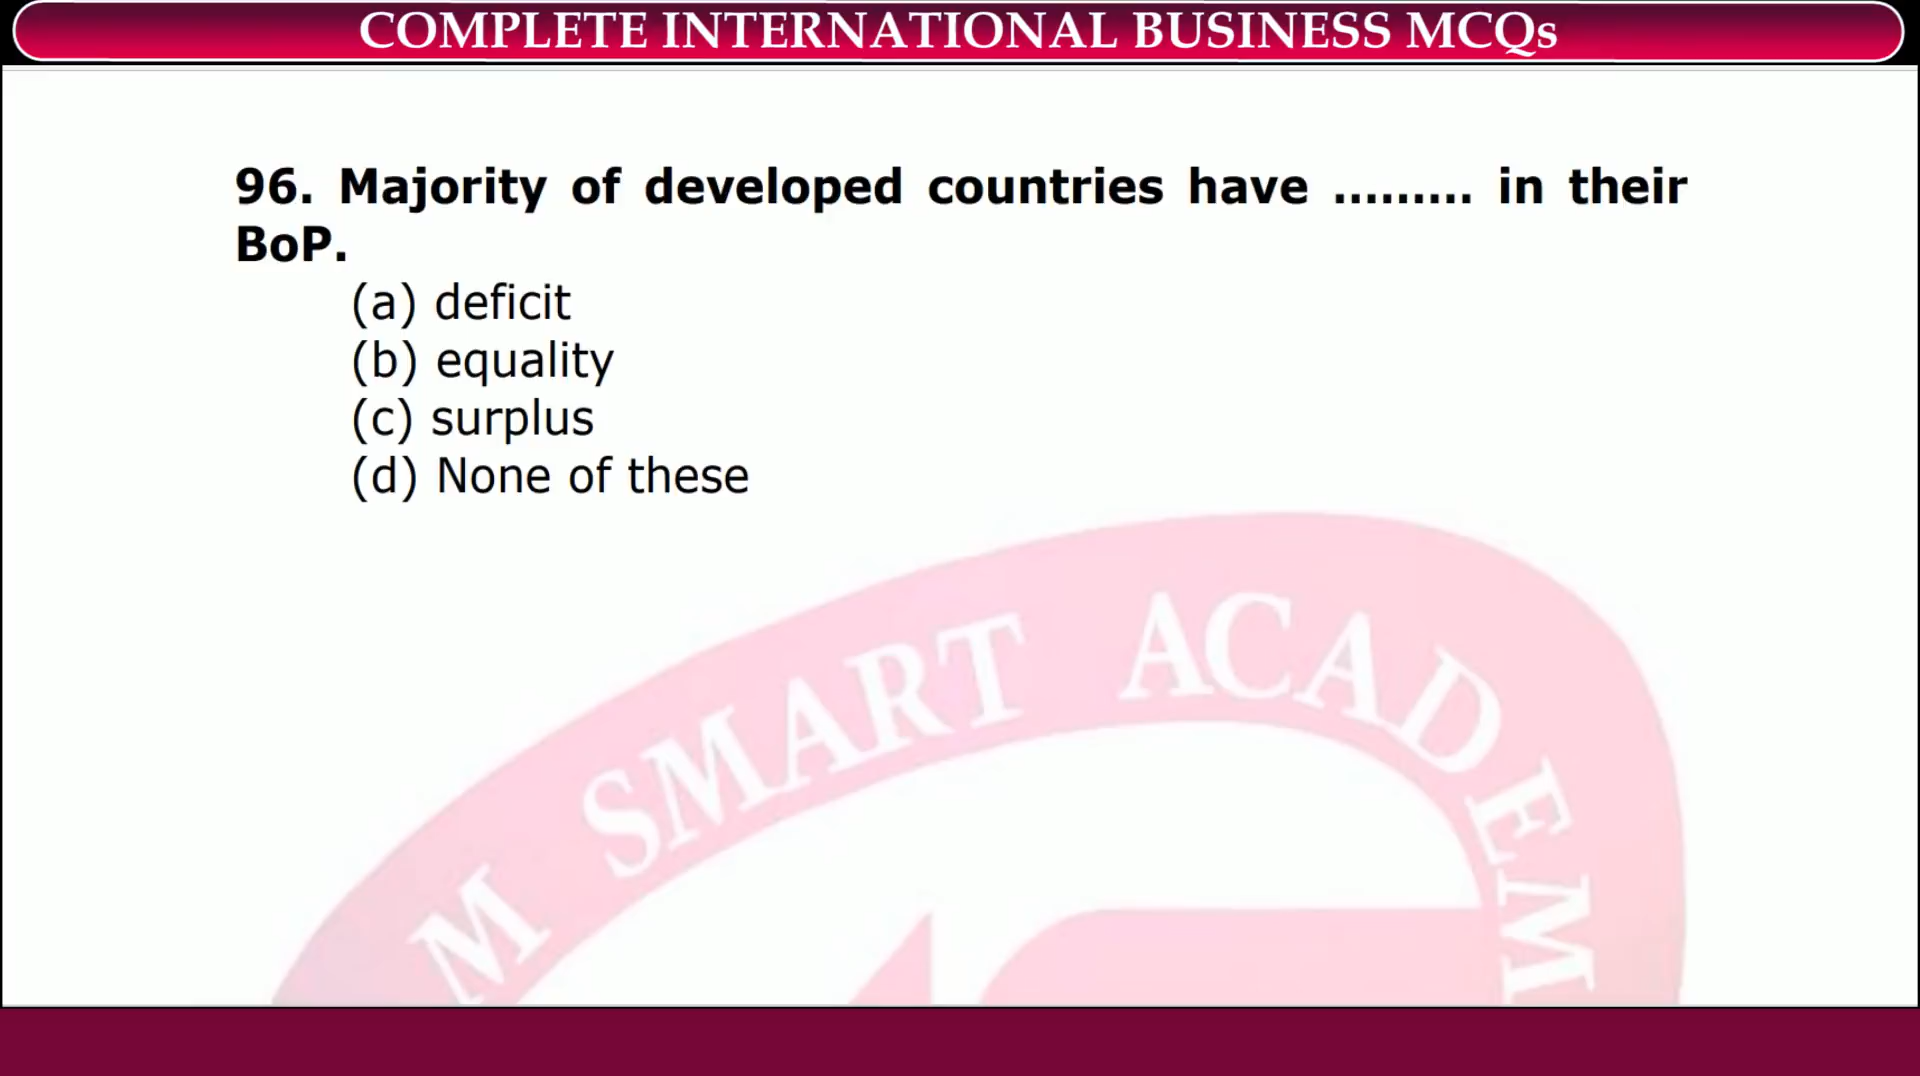 COMPLETE INTERNATIONAL BUSINESS MCQs
96. Majority of developed countries have ......... in their
BoP.
(a) deficit
(b) equality
(c) surplus
(d) None of these
M SMART ACADEM